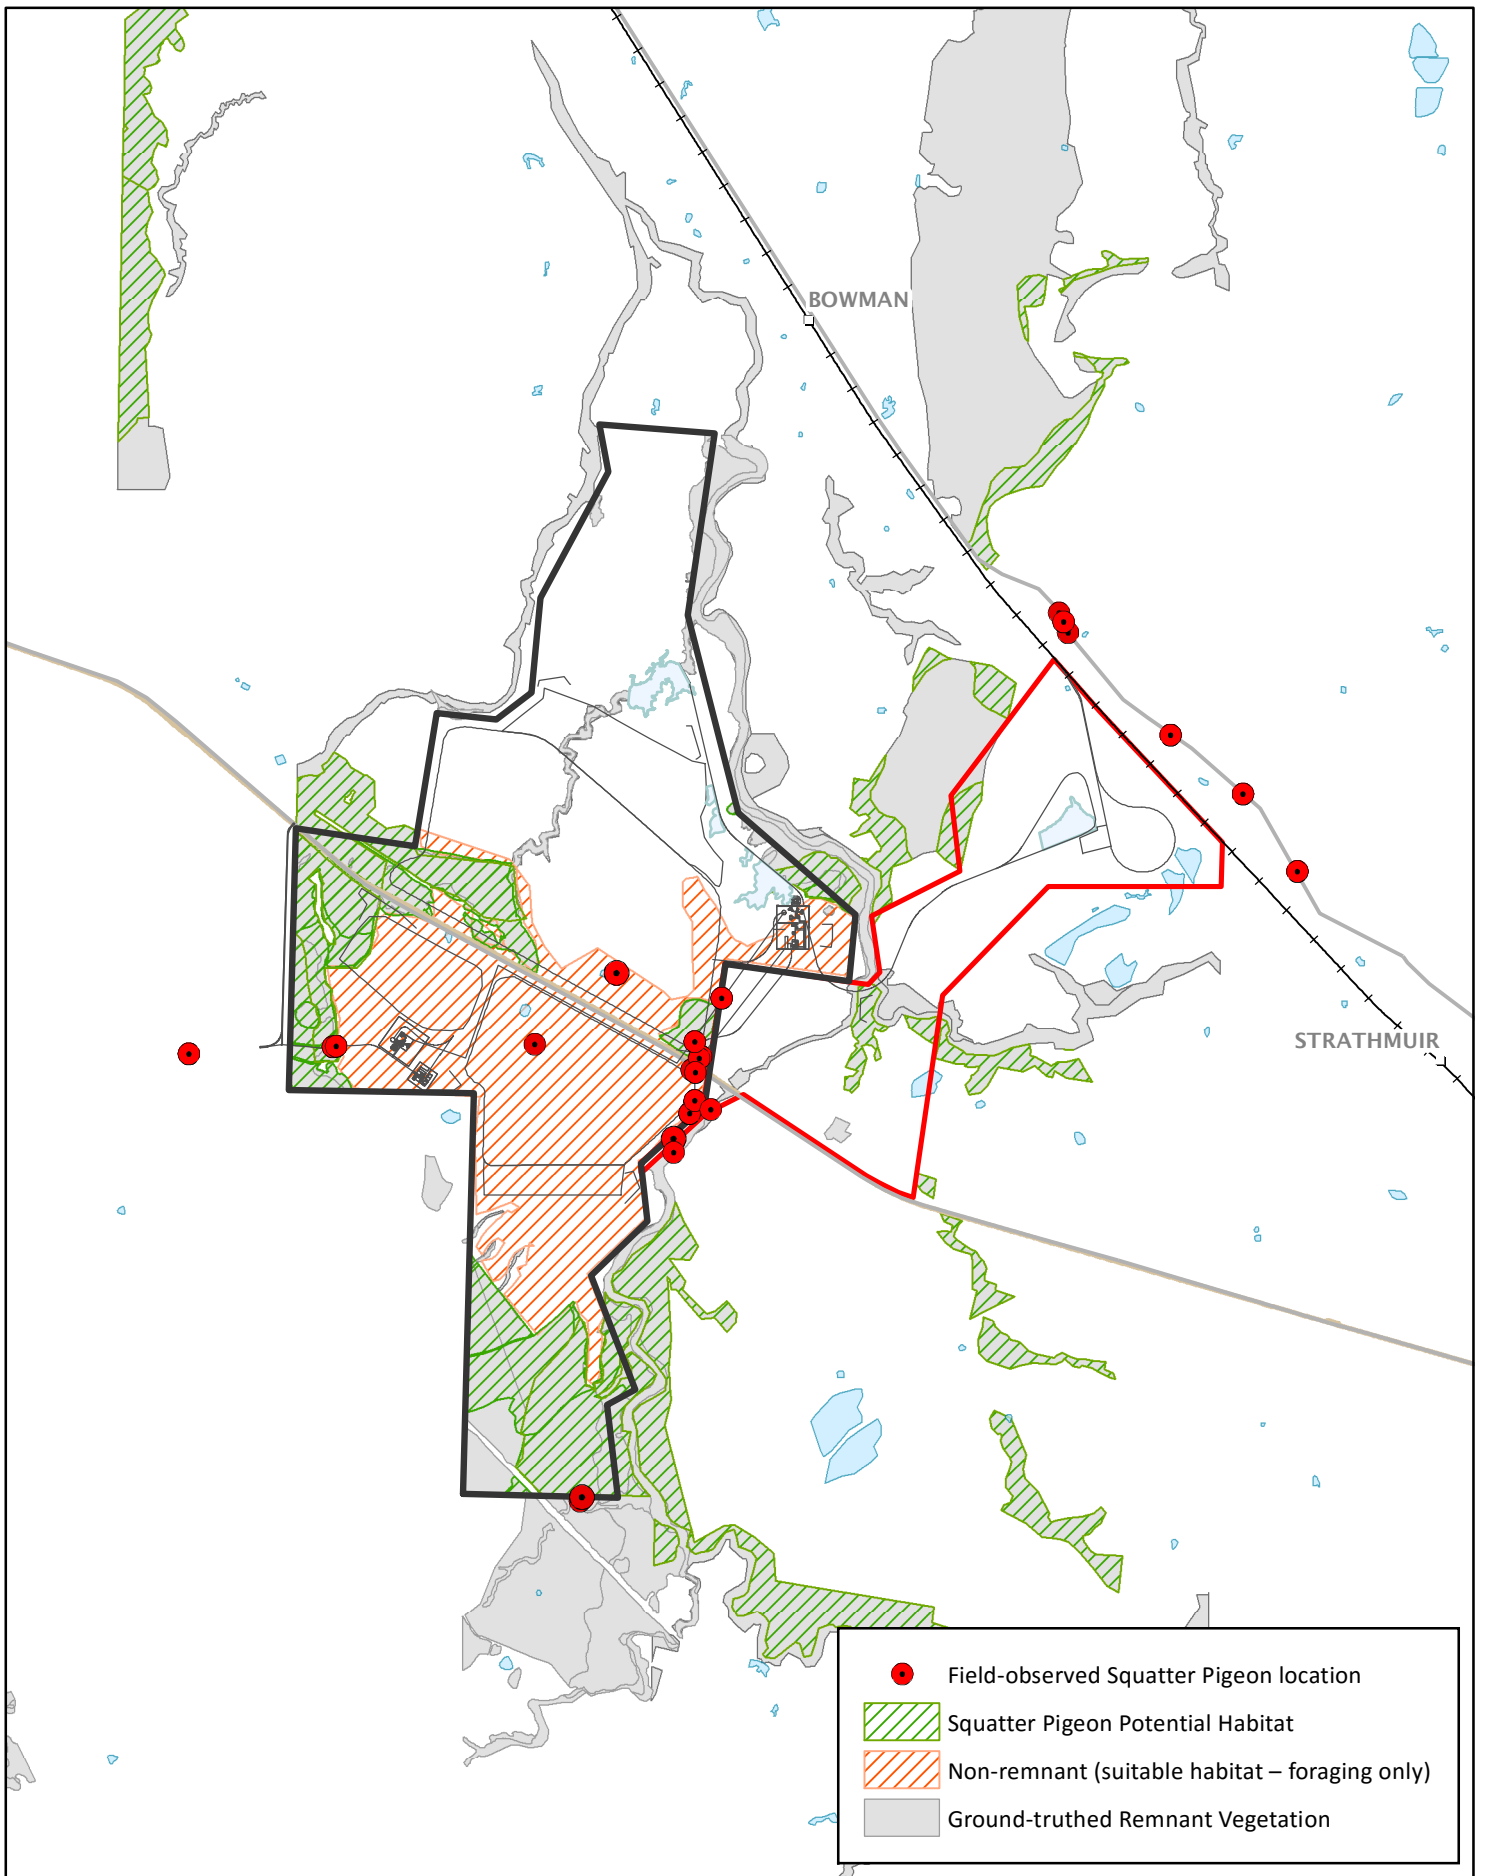 BOWMAN
STRATHMUIR
Field-observed Squatter Pigeon location
Squatter Pigeon Potential Habitat
Non-remnant (suitable habitat – foraging only)
Ground-truthed Remnant Vegetation